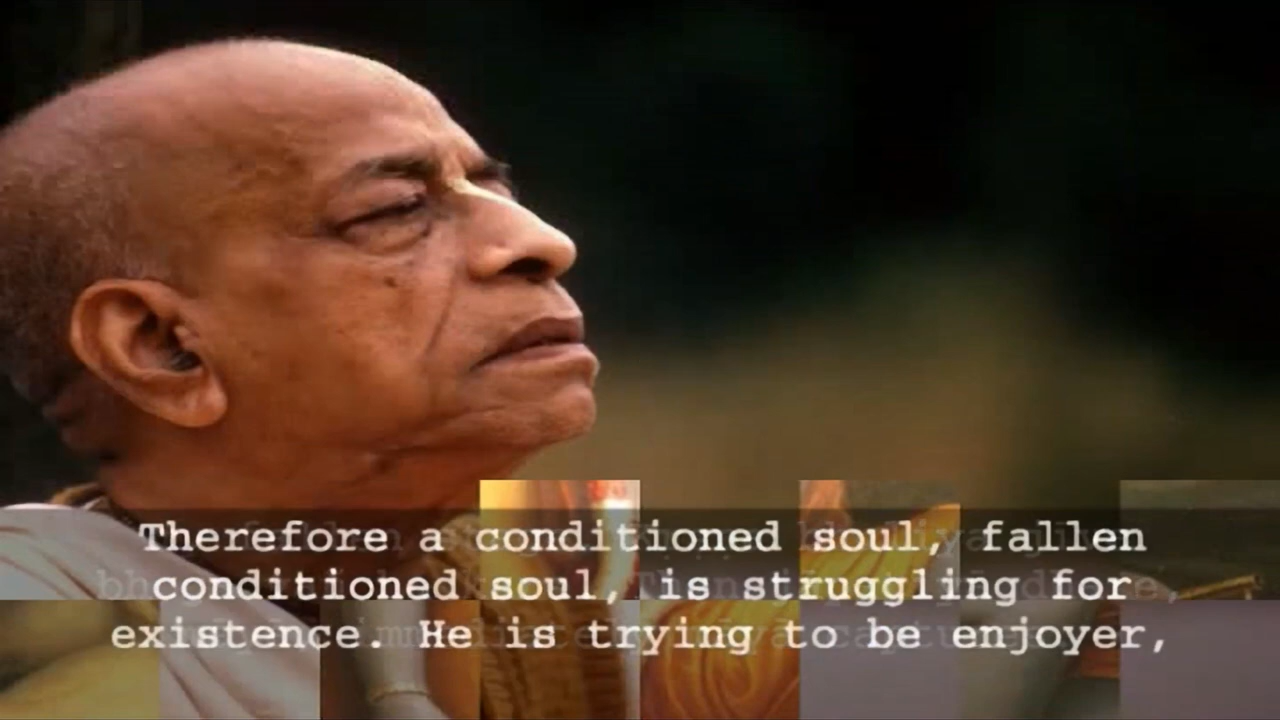 Therefore a conditioned soul, fallen
conditioned soul, is struggling for
existence. He is trying to be enjoyer,